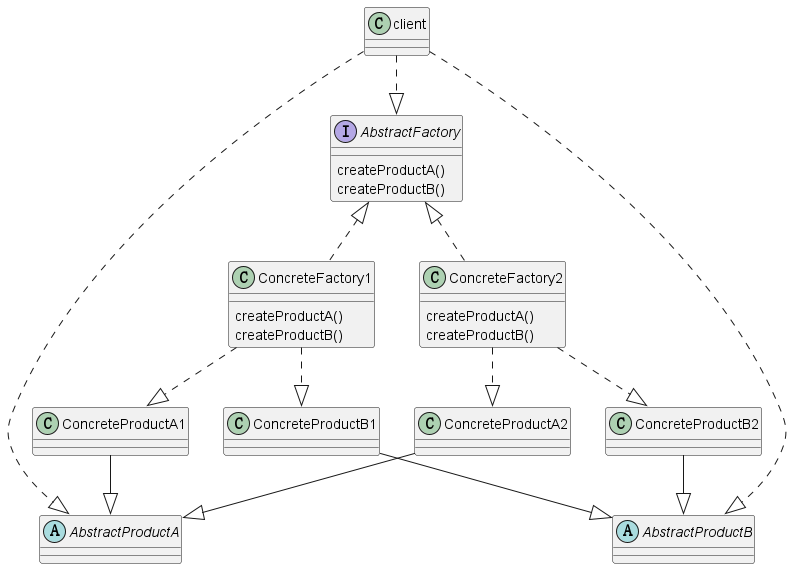 C client
I AbstractFactory
createProductA()
createProductB()
C ConcreteFactory1
createProductA()
createProductB()
C ConcreteFactory2
createProductA()
createProductB()
C ConcreteProductA1
C ConcreteProductB1
C ConcreteProductA2
C ConcreteProductB2
A AbstractProductA
A AbstractProductB